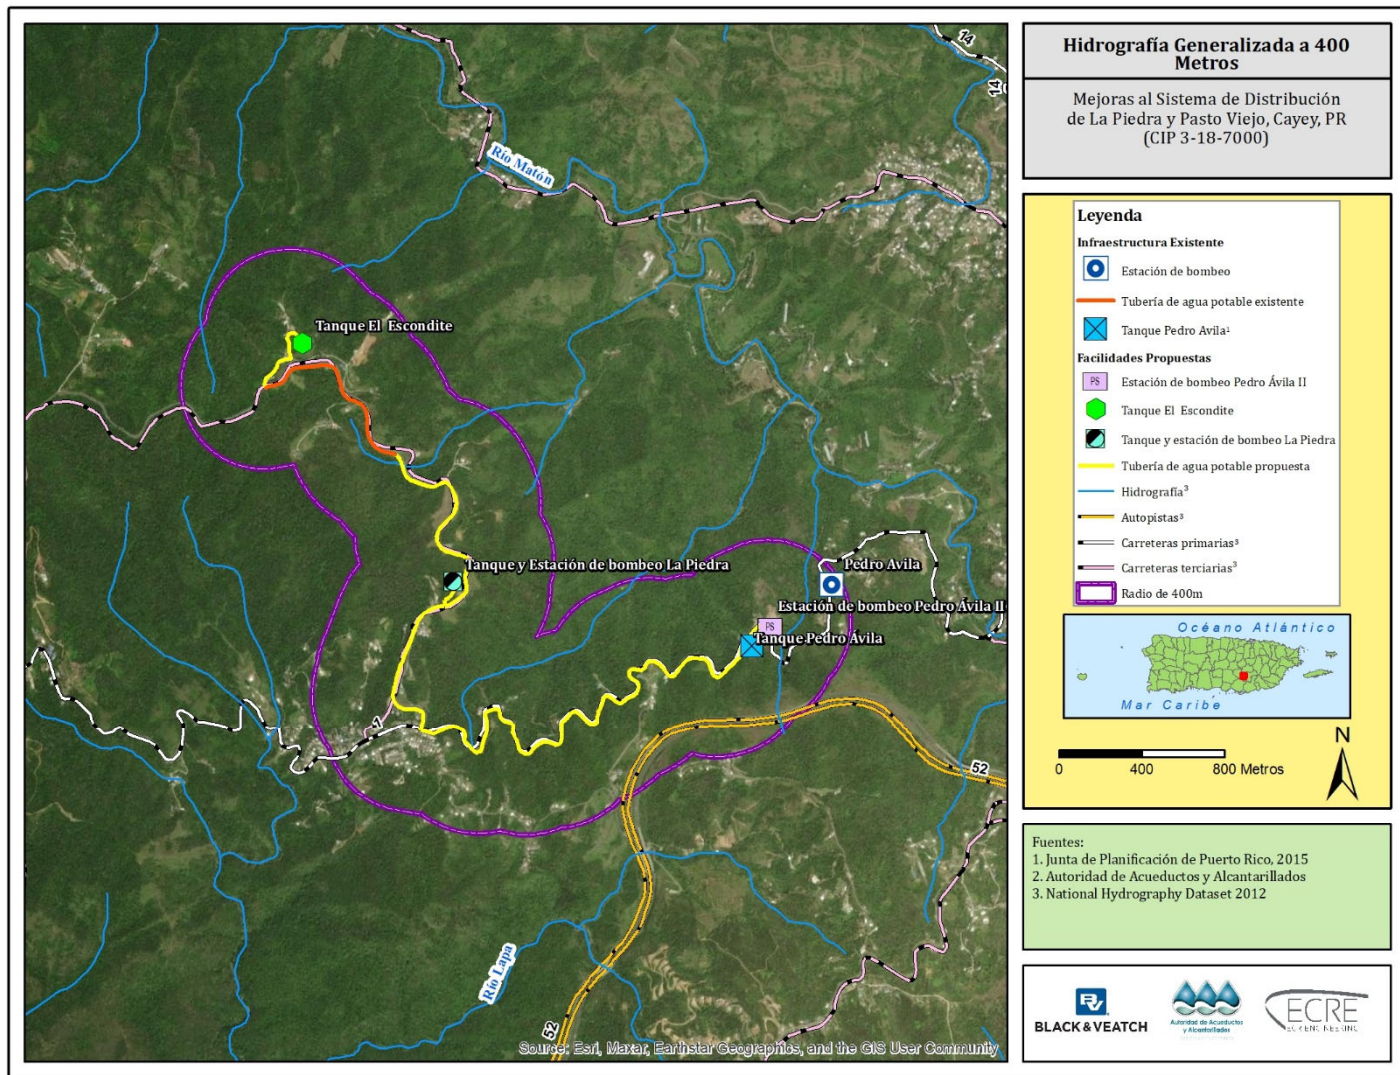 14
14
Río Matón
Tanque El Escondite
Tanque y Estación de bombeo La Piedra
Pedro Avila
Estación de bombeo Pedro Ávila II
Tanque Pedro Ávila
7
52
Río Lapa
52
Source: Esri, Maxar, Earthstar Geographics, and the GIS User Community
Hidrografía Generalizada a 400
Metros
Mejoras al Sistema de Distribución
de La Piedra y Pasto Viejo, Cayey, PR
(CIP 3-18-7000)
Leyenda
Infraestructura Existente
Estación de bombeo
Tubería de agua potable existente
Tanque Pedro Avila¹
Facilidades Propuestas
PS
Estación de bombeo Pedro Ávila II
Tanque El Escondite
Tanque y estación de bombeo La Piedra
Tubería de agua potable propuesta
Hidrografía³
Autopistas³
Carreteras primarias³
Carreteras terciarias³
Radio de 400m
PS
Océano Atlántico
Mar Caribe
N
0 400 800 Metros
Fuentes:
1. Junta de Planificación de Puerto Rico, 2015
2. Autoridad de Acueductos y Alcantarillados
3. National Hydrography Dataset 2012
BV
BLACK & VEATCH
Autoridad de Acueductos
y Alcantarillados
ECRE